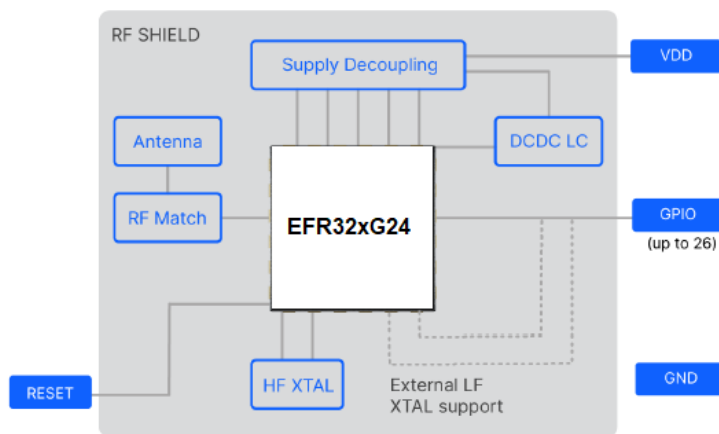 RF SHIELD
Supply Decoupling
VDD
Antenna
DCDC LC
RF Match
EFR32xG24
GPIO
(up to 26)
HF XTAL
External LF
XTAL support
RESET
GND